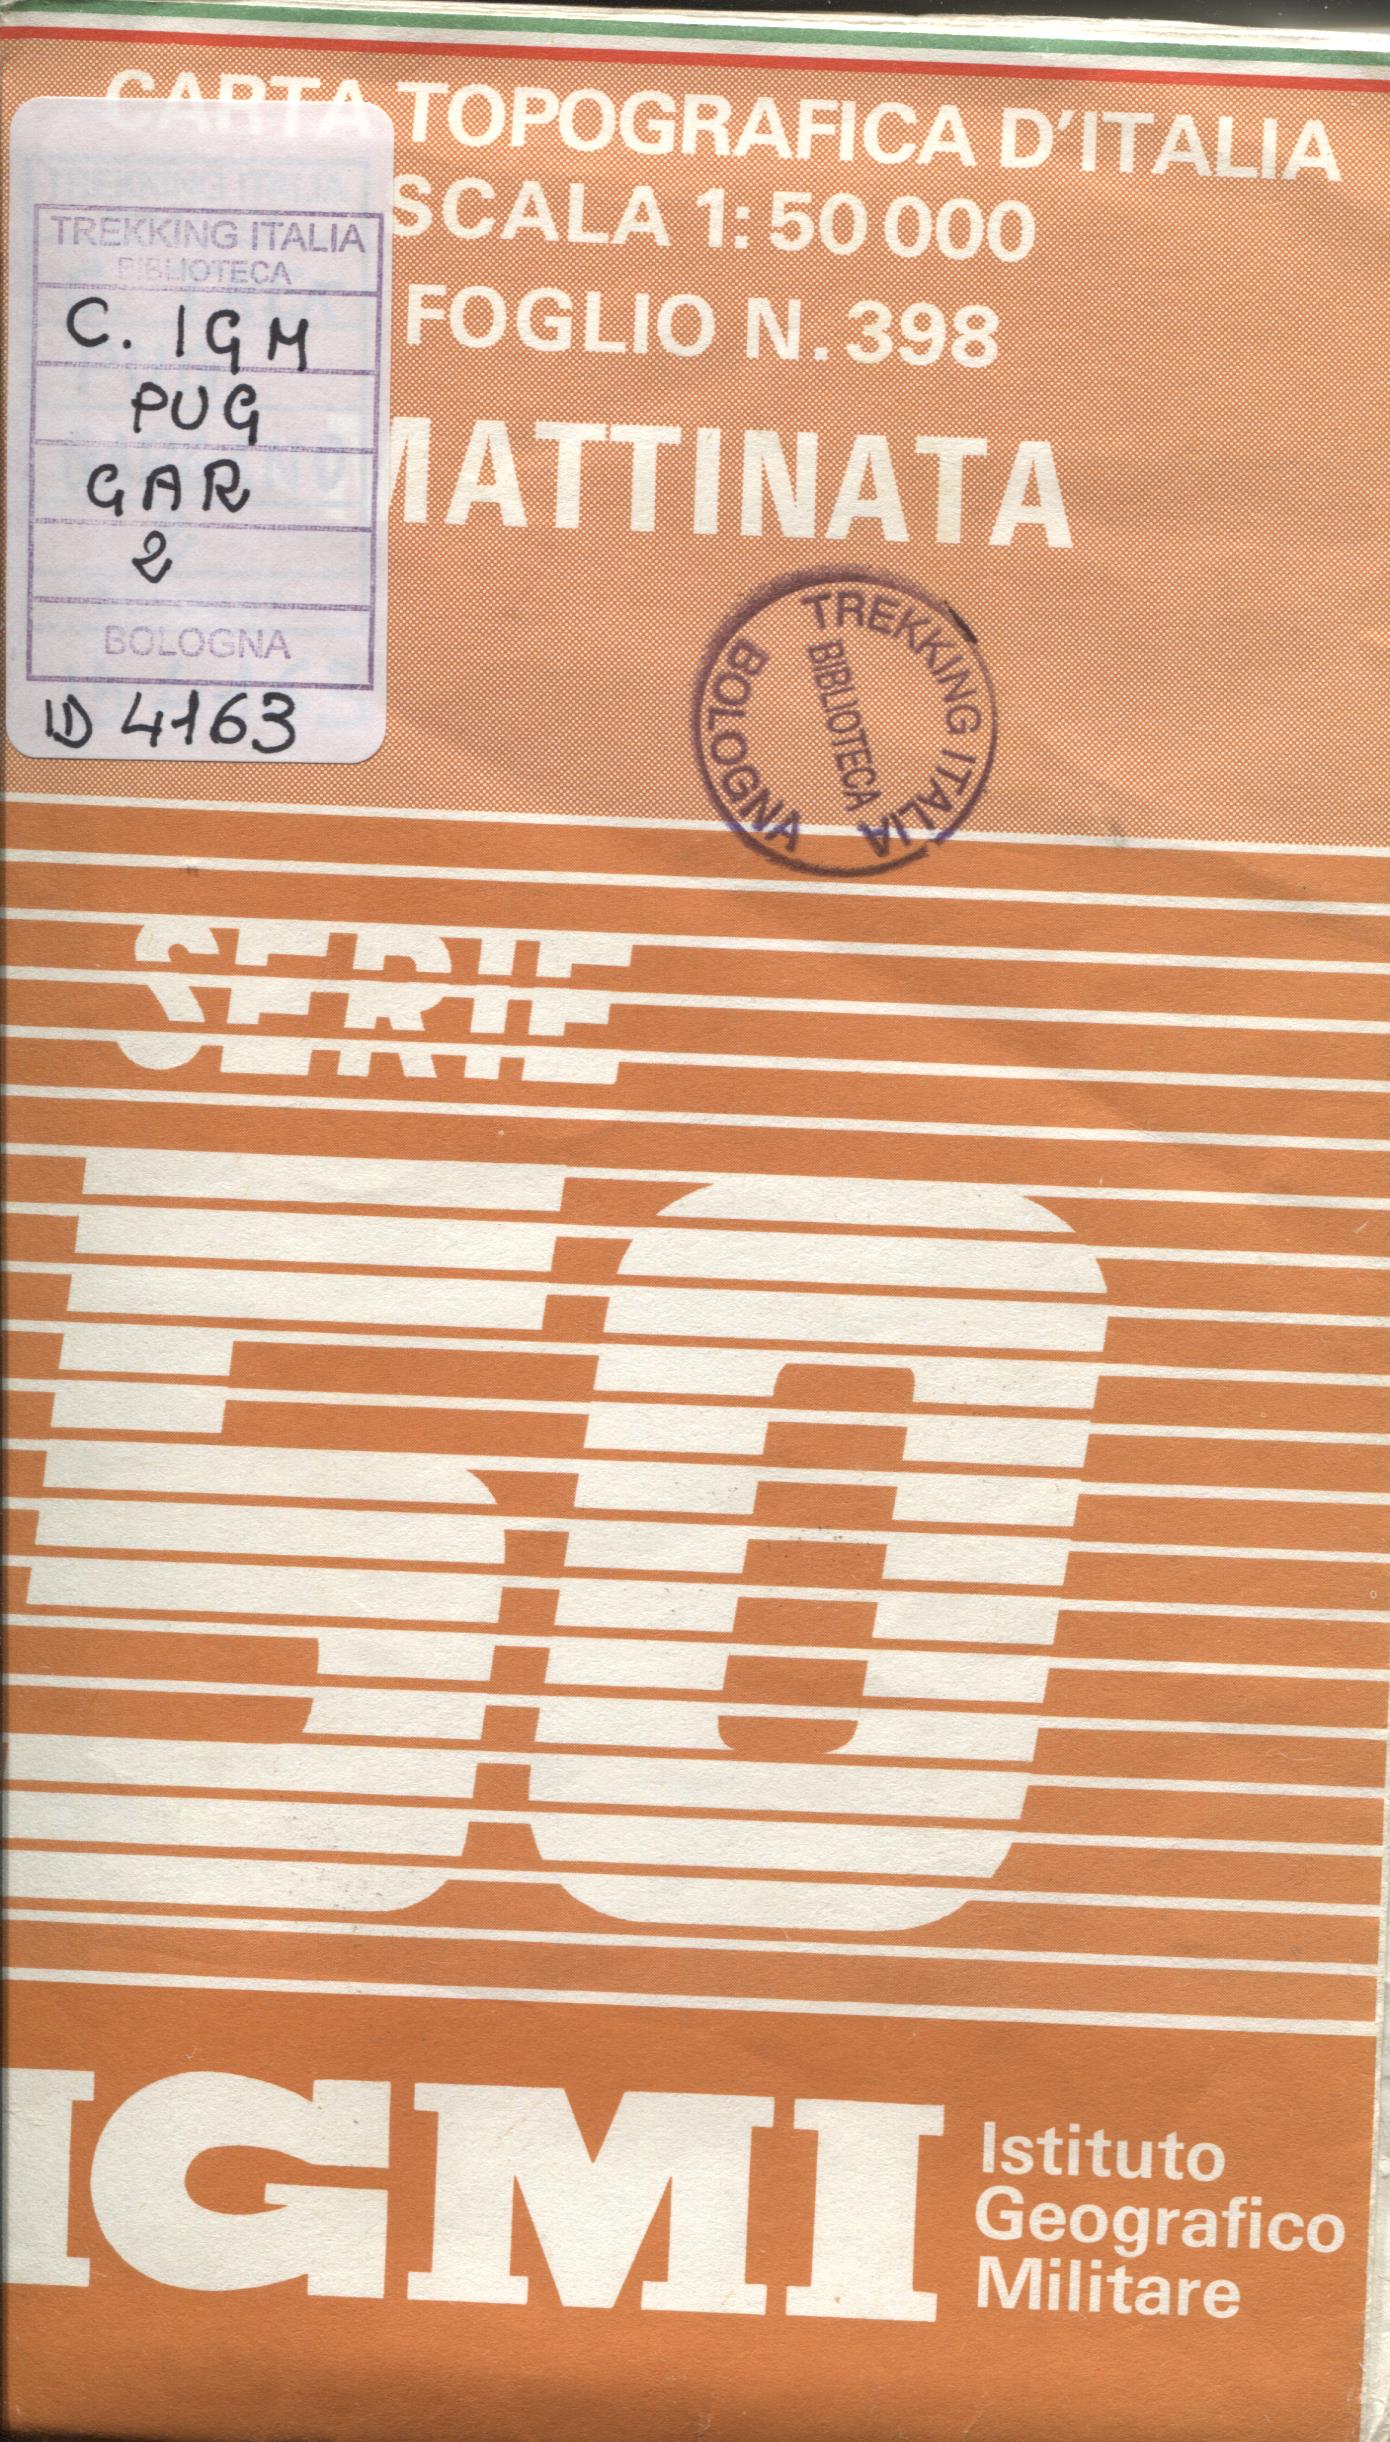 CARTA TOPOGRAFICA D'ITALIA
SCALA 1:50 000
FOGLIO N. 398
MATTINATA
TREKKING ITALIA
BIBLIOTECA
C. IGM
PUG
GAR
2
BOLOGNA
ID 4163
TREKKING ITALIA
BIBLIOTECA
BOLOGNA
SERIE
50
IGMI
Istituto
Geografico
Militare